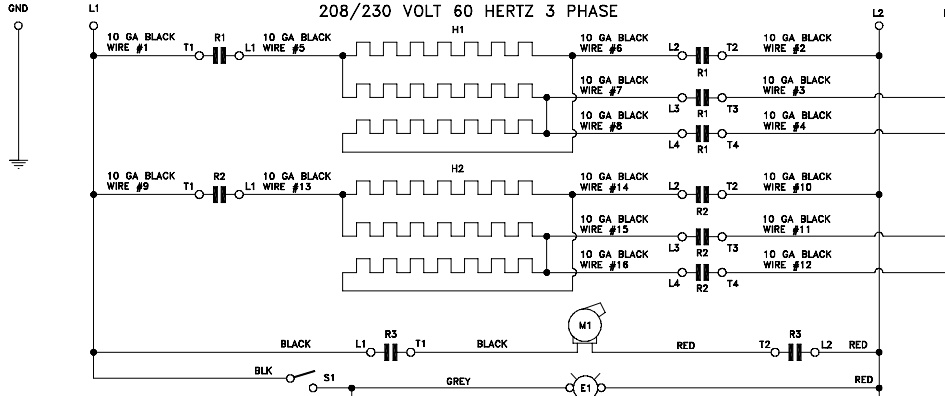 GND L1 208/230 VOLT 60 HERTZ 3 PHASE L2
H1
10 GA BLACK R1 10 GA BLACK 10 GA BLACK 10 GA BLACK
WIRE #1 T1 L1 WIRE #5 WIRE #6 L2 T2 WIRE #2
R1
10 GA BLACK 10 GA BLACK
WIRE #7 WIRE #3
L3 R1 T3
10 GA BLACK 10 GA BLACK
WIRE #8 WIRE #4
L4 R1 T4
H2
10 GA BLACK R2 10 GA BLACK 10 GA BLACK 10 GA BLACK
WIRE #9 T1 L1 WIRE #13 WIRE #14 L2 T2 WIRE #10
R2
10 GA BLACK 10 GA BLACK
WIRE #15 WIRE #11
L3 R2 T3
10 GA BLACK 10 GA BLACK
WIRE #16 WIRE #12
L4 R2 T4
M1
R3 R3
BLACK L1 T1 BLACK RED T2 L2 RED
BLK S1 GREY E1 RED